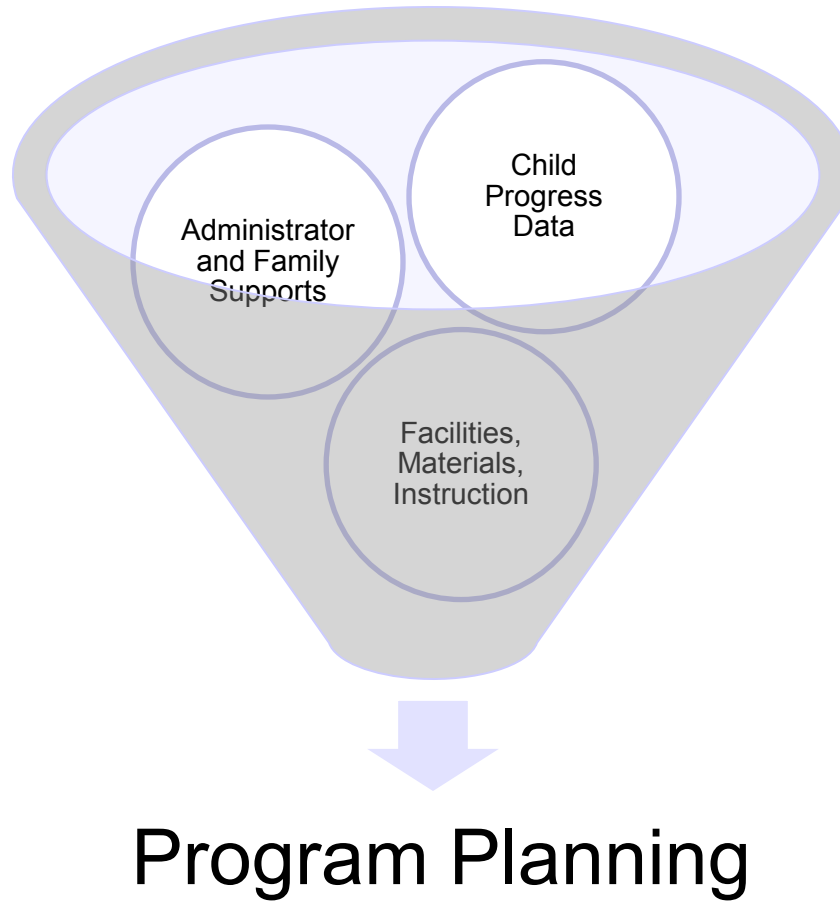 Child
Progress
Data
Administrator
and Family
Supports
Facilities,
Materials,
Instruction
Program Planning